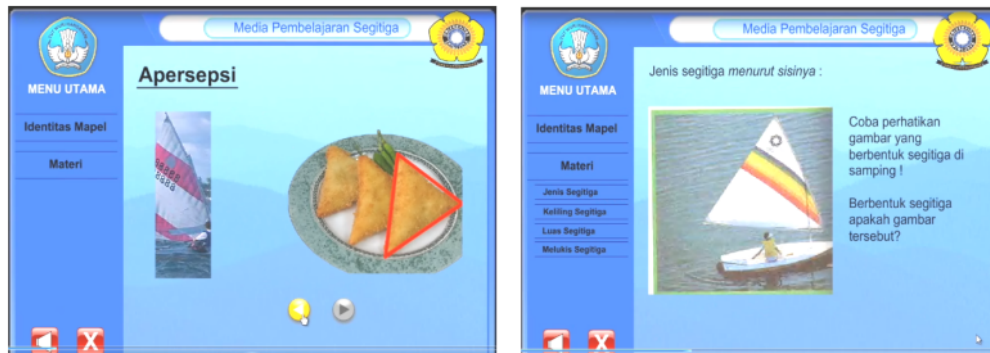 Media Pembelajaran Segitiga
MENU UTAMA
Identitas Mapel
Materi
Apersepsi
Media Pembelajaran Segitiga
MENU UTAMA
Identitas Mapel
Materi
Jenis Segitiga
Keliling Segitiga
Luas Segitiga
Melukis Segitiga
Jenis segitiga menurut sisinya :
Coba perhatikan
gambar yang
berbentuk segitiga di
samping !
Berbentuk segitiga
apakah gambar
tersebut?
X
X